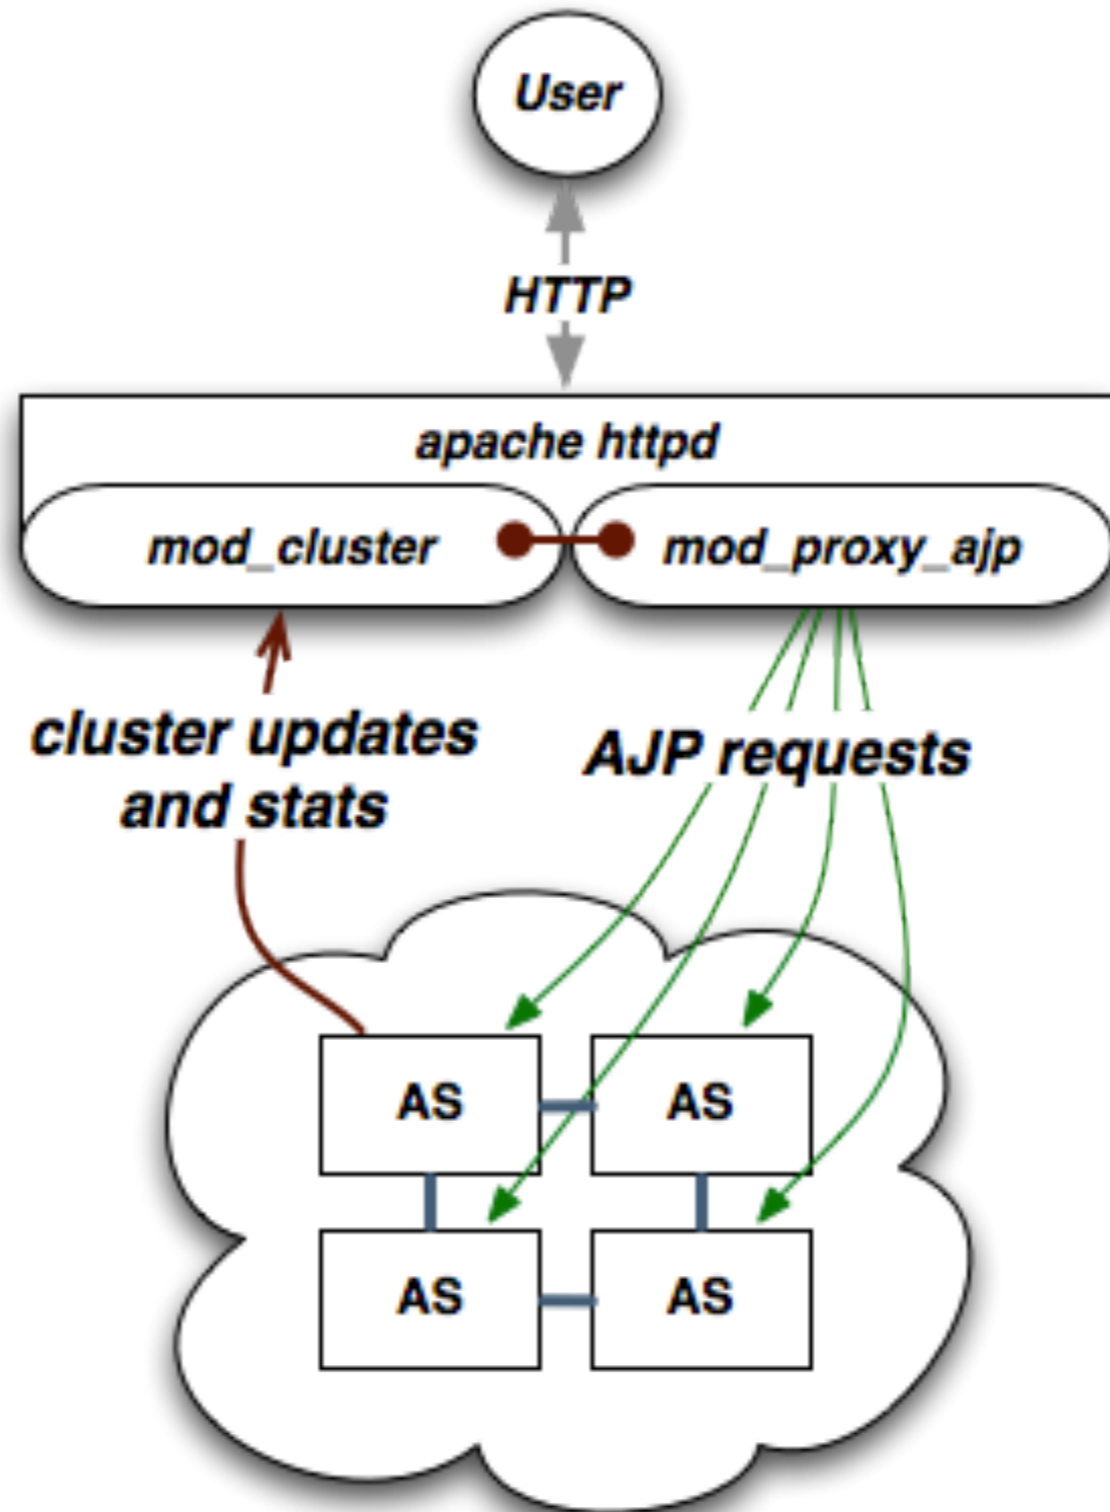 User
HTTP
apache httpd
mod_cluster
mod_proxy_ajp
cluster updates
and stats
AJP requests
AS
AS
AS
AS